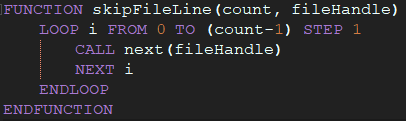 FUNCTION skipFileLine(count, fileHandle)
LOOP i FROM 0 TO (count-1) STEP 1
CALL next(fileHandle)
NEXT i
ENDLOOP
ENDFUNCTION